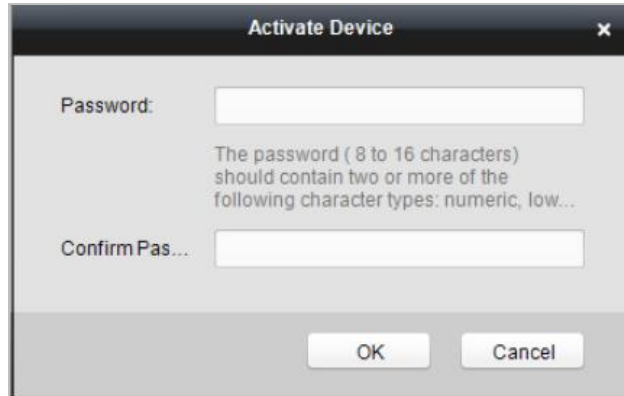 Activate Device
Password:
The password ( 8 to 16 characters)
should contain two or more of the
following character types: numeric, low...
Confirm Pas...
OK
Cancel